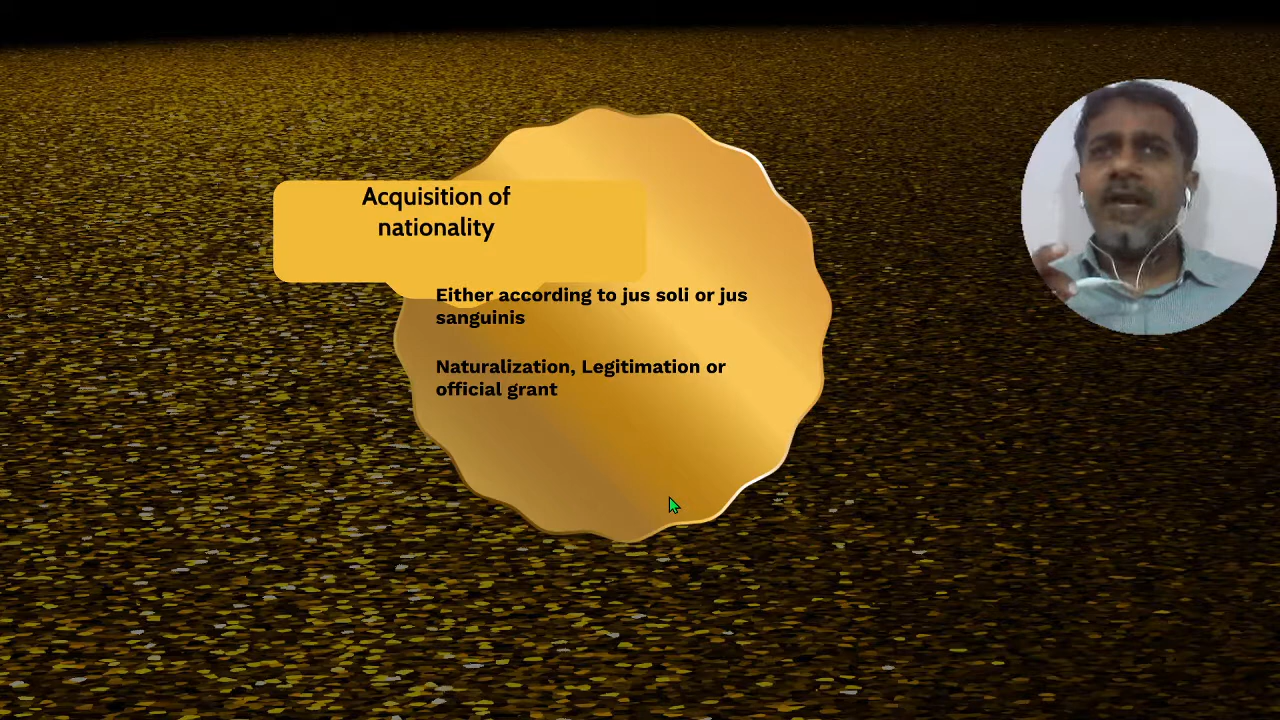 Acquisition of
nationality
Either according to jus soli or jus
sanguinis
Naturalization, Legitimation or
official grant